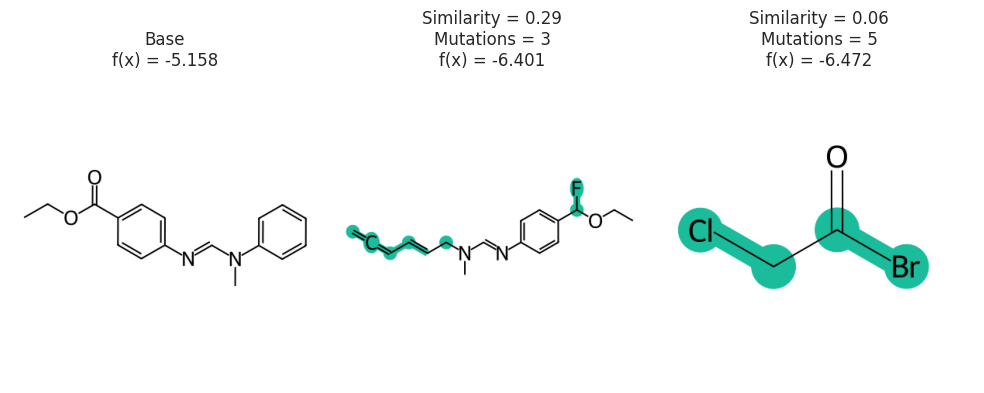 Base
f(x) = -5.158
Similarity = 0.29
Mutations = 3
f(x) = -6.401
Similarity = 0.06
Mutations = 5
f(x) = -6.472
O
O
N
N
C
N
N
F
O
Cl
O
Br